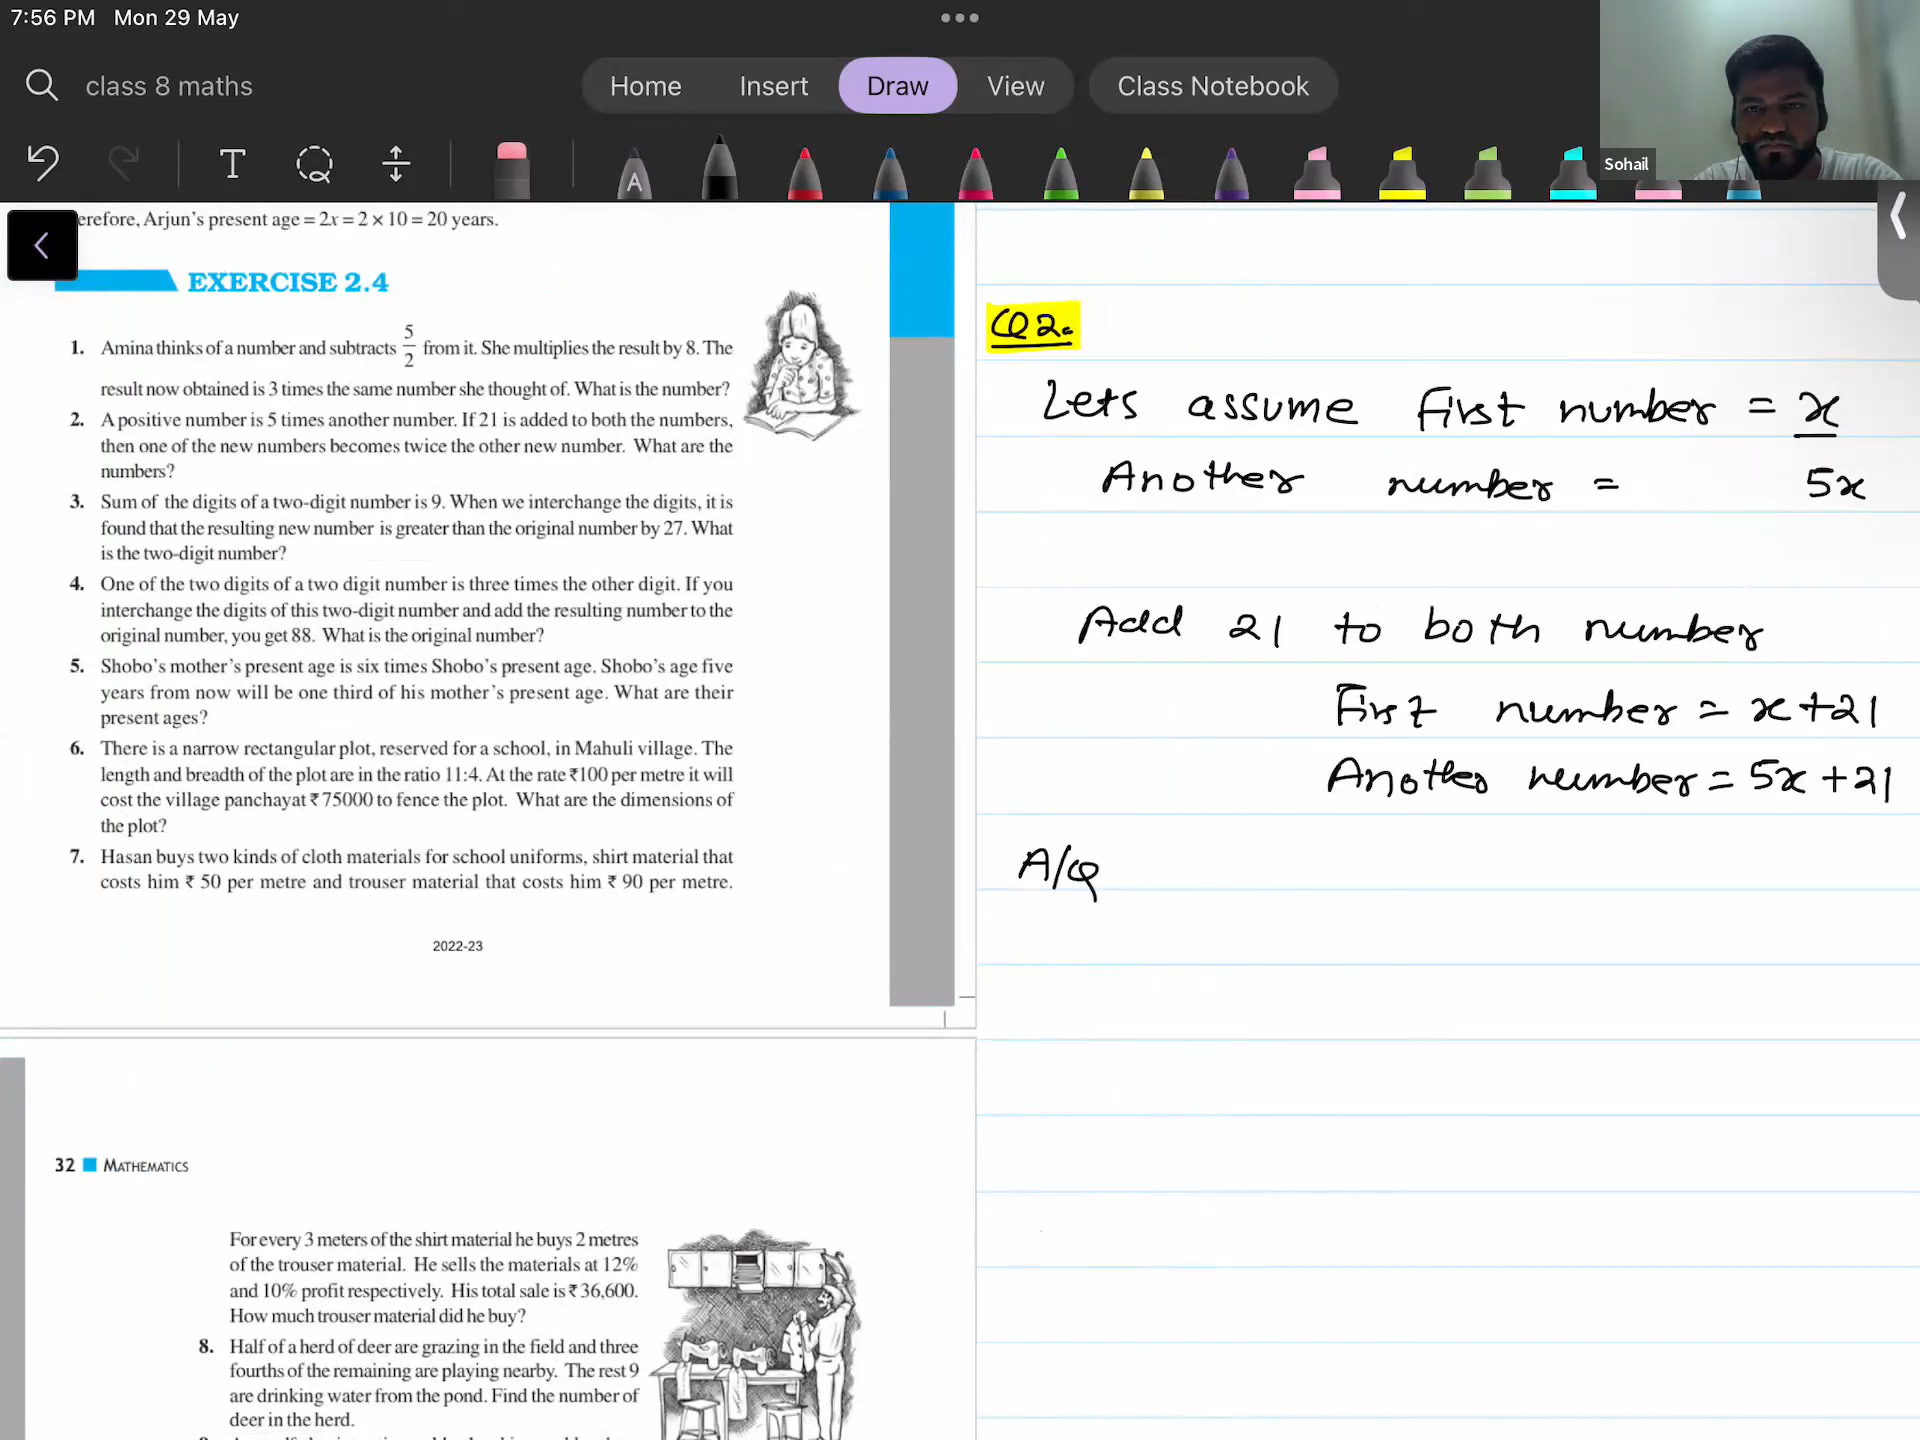 7:56 PM Mon 29 May
class 8 maths
Home Insert Draw View Class Notebook
T
A
Sohail
erefore, Arjun's present age = 2x = 2 × 10 = 20 years.
EXERCISE 2.4
1. Amina thinks of a number and subtracts 5/2 from it. She multiplies the result by 8. The
result now obtained is 3 times the same number she thought of. What is the number?
2. A positive number is 5 times another number. If 21 is added to both the numbers,
then one of the new numbers becomes twice the other new number. What are the
numbers?
3. Sum of the digits of a two-digit number is 9. When we interchange the digits, it is
found that the resulting new number is greater than the original number by 27. What
is the two-digit number?
4. One of the two digits of a two digit number is three times the other digit. If you
interchange the digits of this two-digit number and add the resulting number to the
original number, you get 88. What is the original number?
5. Shobo's mother's present age is six times Shobo's present age. Shobo's age five
years from now will be one third of his mother's present age. What are their
present ages?
6. There is a narrow rectangular plot, reserved for a school, in Mahuli village. The
length and breadth of the plot are in the ratio 11:4. At the rate ₹100 per metre it will
cost the village panchayat ₹75000 to fence the plot. What are the dimensions of
the plot?
7. Hasan buys two kinds of cloth materials for school uniforms, shirt material that
costs him ₹ 50 per metre and trouser material that costs him ₹ 90 per metre.
2022-23
32 MATHEMATICS
For every 3 meters of the shirt material he buys 2 metres
of the trouser material. He sells the materials at 12%
and 10% profit respectively. His total sale is ₹ 36,600.
How much trouser material did he buy?
8. Half of a herd of deer are grazing in the field and three
fourths of the remaining are playing nearby. The rest 9
are drinking water from the pond. Find the number of
deer in the herd.
Q2.
Lets assume First number = x
Another number = 5x
Add 21 to both number
First number = x+21
Another number = 5x+21
A/Q